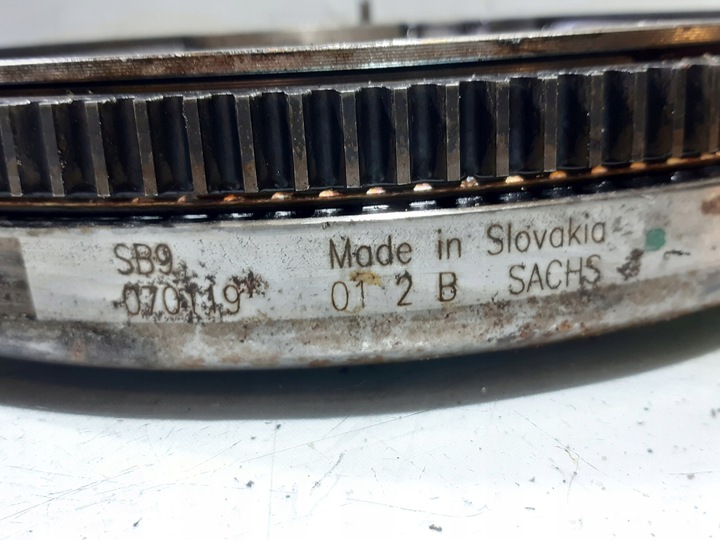 SB9 Made in Slovakia
070119 01 2 B SACHS